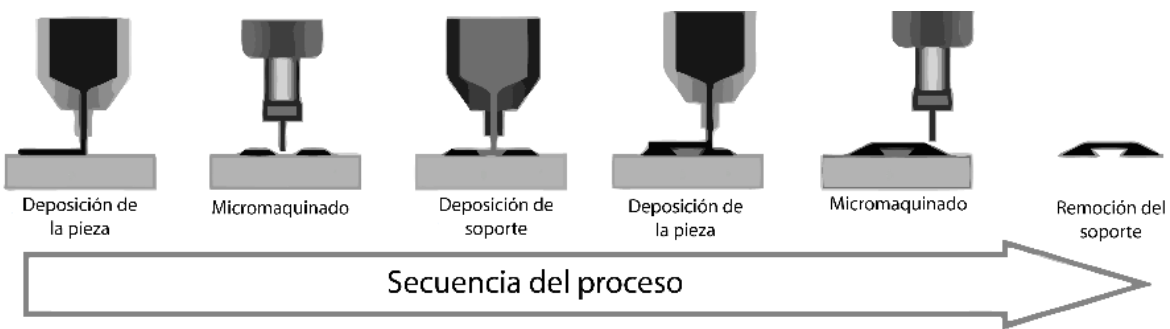 Deposición de
la pieza
Micromaquinado
Deposición de
soporte
Deposición de
la pieza
Micromaquinado
Remoción del
soporte
Secuencia del proceso